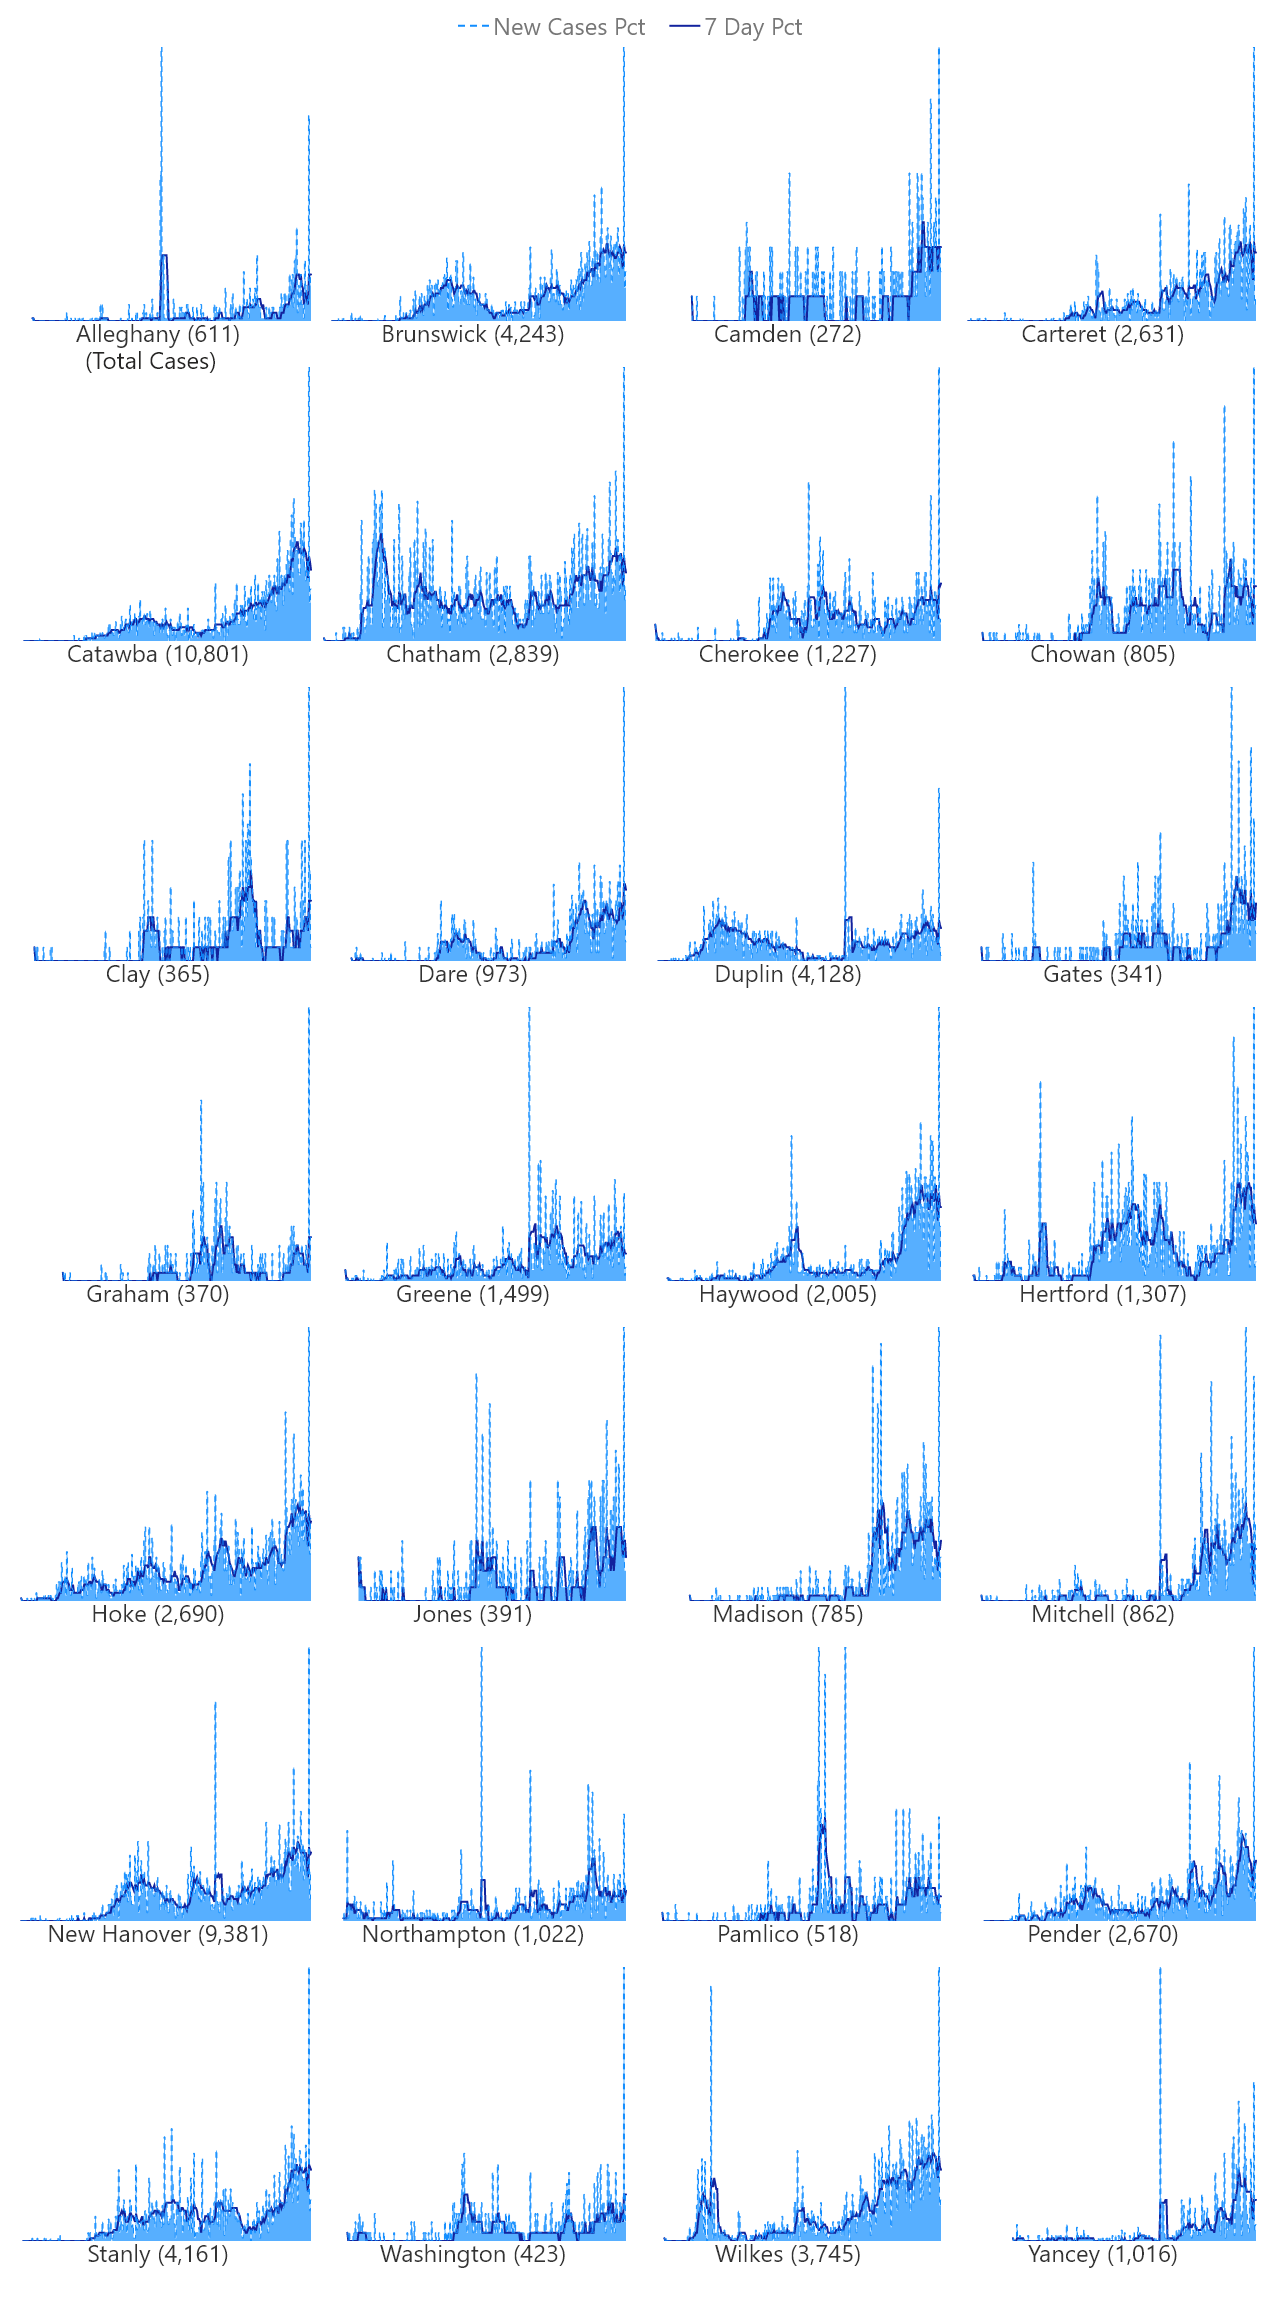 New Cases Pct 7 Day Pct
Alleghany (611) Brunswick (4,243) Camden (272) Carteret (2,631)
(Total Cases)
Catawba (10,801) Chatham (2,839) Cherokee (1,227) Chowan (805)
Clay (365) Dare (973) Duplin (4,128) Gates (341)
Graham (370) Greene (1,499) Haywood (2,005) Hertford (1,307)
Hoke (2,690) Jones (391) Madison (785) Mitchell (862)
New Hanover (9,381) Northampton (1,022) Pamlico (518) Pender (2,670)
Stanly (4,161) Washington (423) Wilkes (3,745) Yancey (1,016)